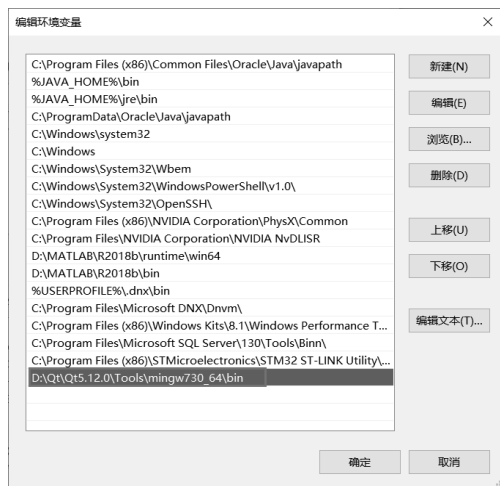 编辑环境变量
C:\Program Files (x86)\Common Files\Oracle\Java\javapath
%JAVA_HOME%\bin
%JAVA_HOME%\jre\bin
C:\ProgramData\Oracle\Java\javapath
C:\Windows\system32
C:\Windows
C:\Windows\System32\Wbem
C:\Windows\System32\WindowsPowerShell\v1.0\
C:\Windows\System32\OpenSSH\
C:\Program Files (x86)\NVIDIA Corporation\PhysX\Common
C:\Program Files\NVIDIA Corporation\NVIDIA NvDLISR
D:\MATLAB\R2018b\runtime\win64
D:\MATLAB\R2018b\bin
%USERPROFILE%\.dnx\bin
C:\Program Files\Microsoft DNX\Dnvm\
C:\Program Files (x86)\Windows Kits\8.1\Windows Performance T...
C:\Program Files\Microsoft SQL Server\130\Tools\Binn\
C:\Program Files (x86)\STMicroelectronics\STM32 ST-LINK Utility\...
D:\Qt\Qt5.12.0\Tools\mingw730_64\bin
新建(N)
编辑(E)
浏览(B)...
删除(D)
上移(U)
下移(O)
编辑文本(T)...
确定
取消